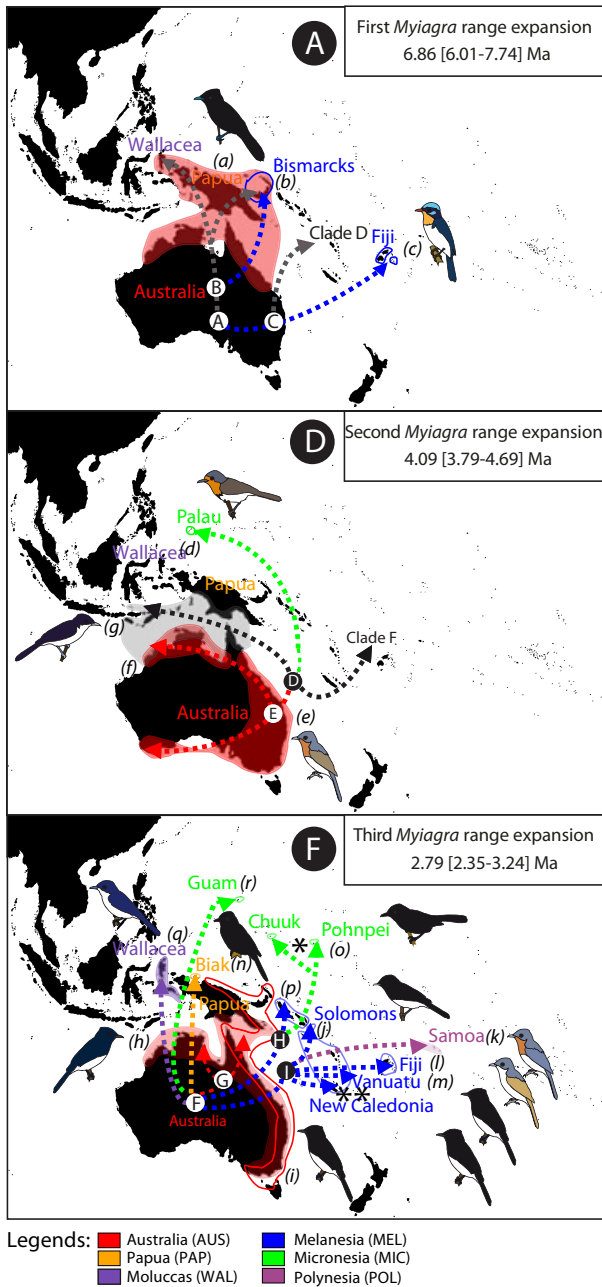 A
First Myiagra range expansion
6.86 [6.01-7.74] Ma
Wallacea
(a)
Papua
Bismarcks
(b)
Clade D
Fiji
(c)
B
Australia
A
C
D
Second Myiagra range expansion
4.09 [3.79-4.69] Ma
Palau
(d)
Wallacea
Papua
(g)
Clade F
(f)
D
Australia
E
(e)
F
Third Myiagra range expansion
2.79 [2.35-3.24] Ma
Guam (r)
Chuuk
*
Pohnpei
(o)
(q)
Wallacea
Biak (n)
Papua
(p)
Solomons
(h)
(j)
H
Samoa (k)
G
I
Fiji (l)
Vanuatu (m)
F
**
New Caledonia
Australia
(i)
Legends:
Australia (AUS)
Melanesia (MEL)
Papua (PAP)
Micronesia (MIC)
Moluccas (WAL)
Polynesia (POL)